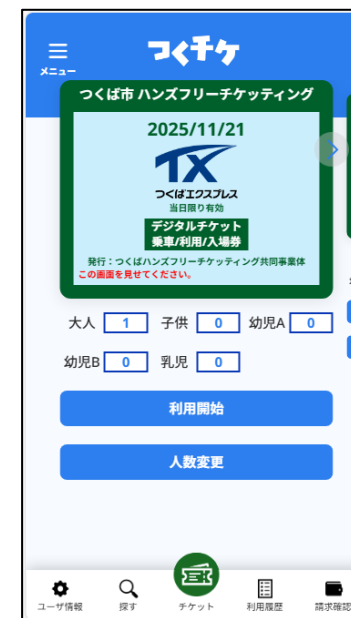 つくチケ
メニュー
つくば市 ハンズフリーチケッティング
2025/11/21
TX
つくばエクスプレス
当日限り有効
デジタルチケット
乗車/利用/入場券
発行：つくばハンズフリーチケッティング共同事業体
この画面を見せてください。
大人 1 子供 0 幼児A 0
幼児B 0 乳児 0
利用開始
人数変更
ユーザ情報 探す チケット 利用履歴 請求確認